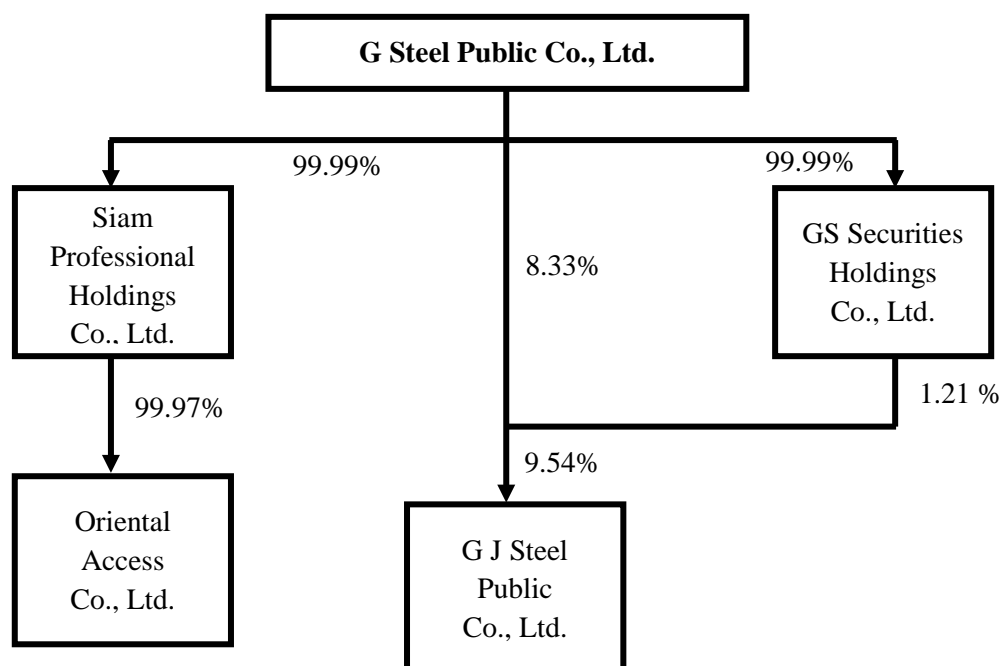 G Steel Public Co., Ltd.
99.99%
99.99%
Siam
Professional
Holdings
Co., Ltd.
8.33%
GS Securities
Holdings
Co., Ltd.
99.97%
1.21 %
9.54%
Oriental
Access
Co., Ltd.
G J Steel
Public
Co., Ltd.